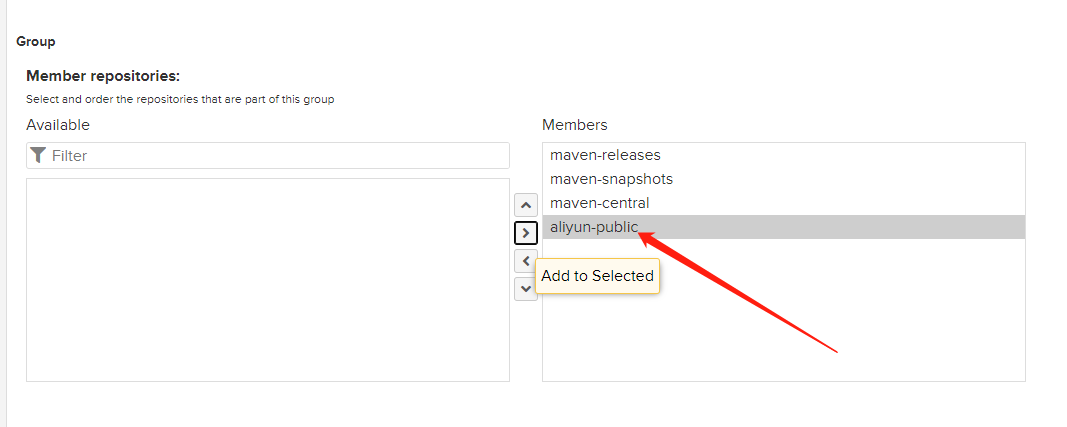 Group
Member repositories:
Select and order the repositories that are part of this group
Available
Members
Filter
maven-releases
maven-snapshots
maven-central
aliyun-public
Add to Selected